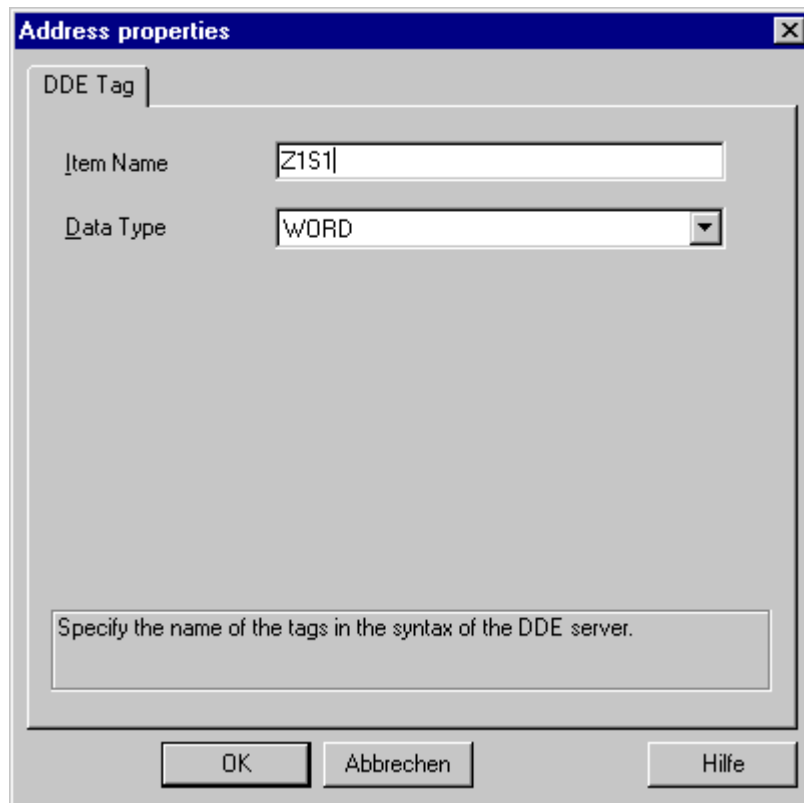 Address properties
DDE Tag
Item Name
Z1S1
Data Type
WORD
Specify the name of the tags in the syntax of the DDE server.
OK
Abbrechen
Hilfe